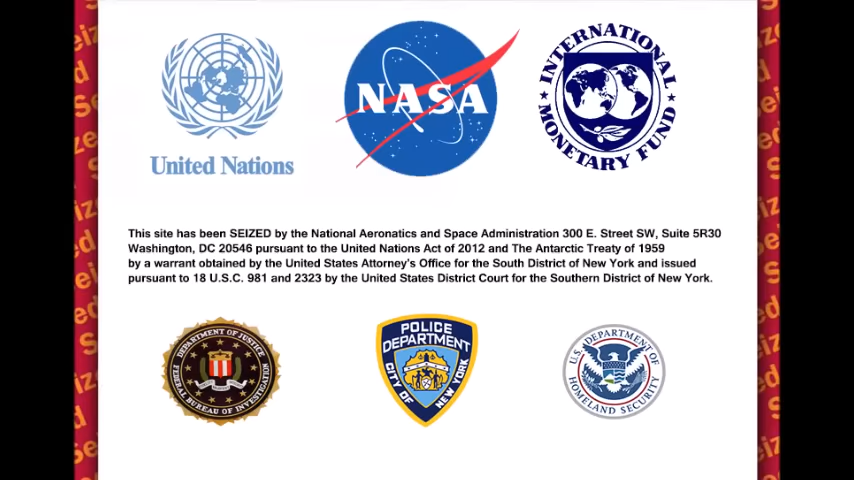 United Nations
NASA
INTERNATIONAL MONETARY FUND
This site has been SEIZED by the National Aeronatics and Space Administration 300 E. Street SW, Suite 5R30
Washington, DC 20546 pursuant to the United Nations Act of 2012 and The Antarctic Treaty of 1959
by a warrant obtained by the United States Attorney's Office for the South District of New York and issued
pursuant to 18 U.S.C. 981 and 2323 by the United States District Court for the Southern District of New York.
DEPARTMENT OF JUSTICE
FEDERAL BUREAU OF INVESTIGATION
POLICE
DEPARTMENT
CITY OF
NEW YORK
U.S. DEPARTMENT OF
HOMELAND SECURITY
Seized